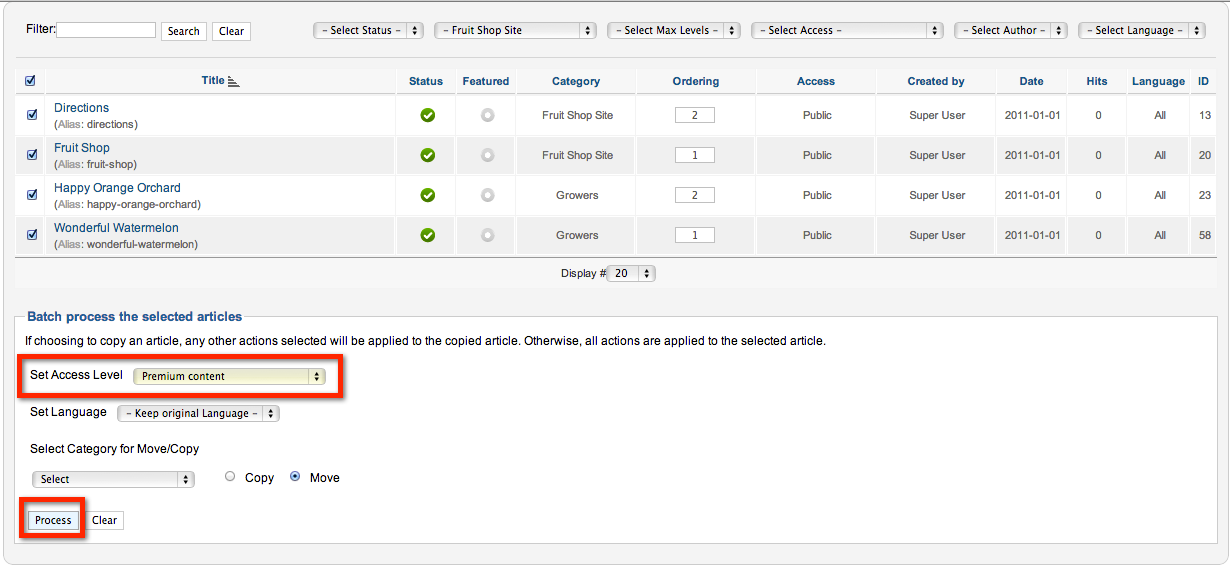 Filter: Search Clear - Select Status - - Fruit Shop Site - Select Max Levels - - Select Access - - Select Author - - Select Language -
Title Status Featured Category Ordering Access Created by Date Hits Language ID
Directions
(Alias: directions) Fruit Shop Site 2 Public Super User 2011-01-01 0 All 13
Fruit Shop
(Alias: fruit-shop) Fruit Shop Site 1 Public Super User 2011-01-01 0 All 20
Happy Orange Orchard
(Alias: happy-orange-orchard) Growers 2 Public Super User 2011-01-01 0 All 23
Wonderful Watermelon
(Alias: wonderful-watermelon) Growers 1 Public Super User 2011-01-01 0 All 58
Display # 20
Batch process the selected articles
If choosing to copy an article, any other actions selected will be applied to the copied article. Otherwise, all actions are applied to the selected article.
Set Access Level Premium content
Set Language - Keep original Language -
Select Category for Move/Copy
Select Copy Move
Process Clear